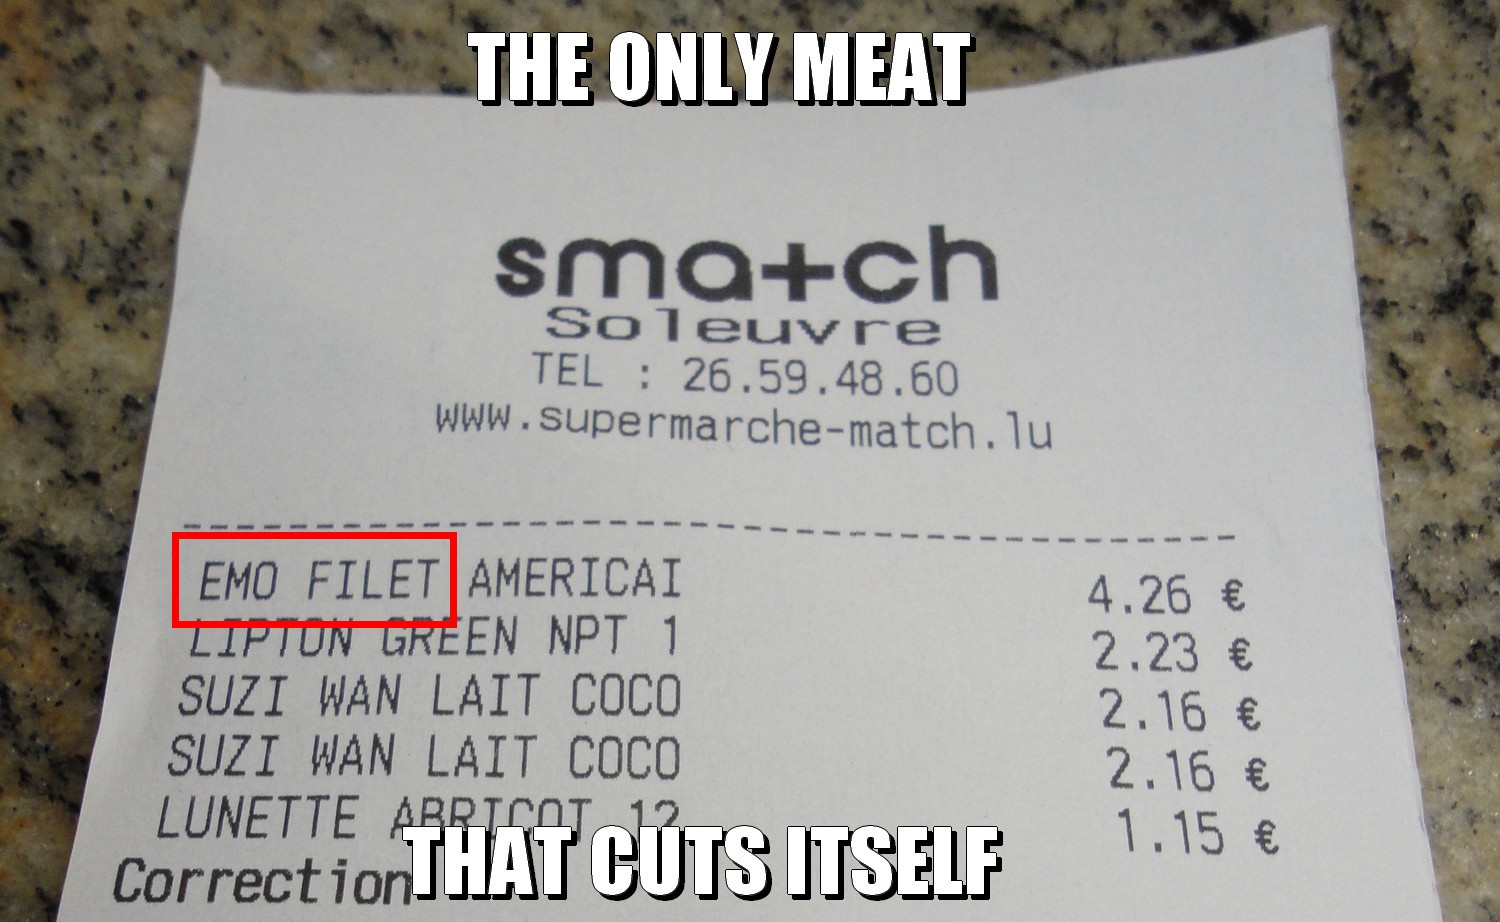 THE ONLY MEAT
smatch
Soleuvre
TEL : 26.59.48.60
www.supermarche-match.lu
EMO FILET AMERICAI 4.26 €
LIPTON GREEN NPT 1 2.23 €
SUZI WAN LAIT COCO 2.16 €
SUZI WAN LAIT COCO 2.16 €
LUNETTE ABRICOT 12 1.15 €
Correction
THAT CUTS ITSELF